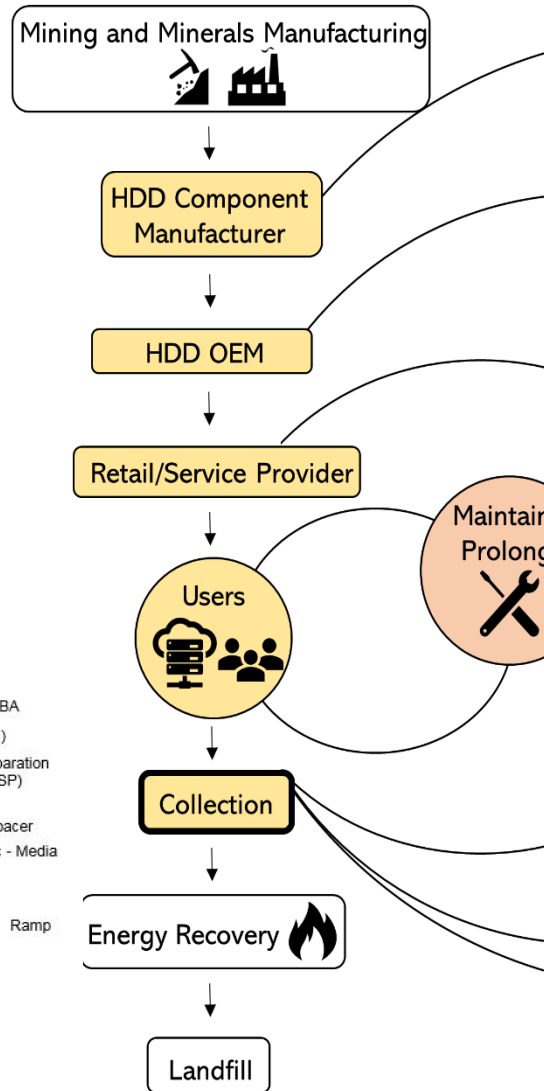 Mining and Minerals Manufacturing
HDD Component
Manufacturer
HDD OEM
Retail/Service Provider
Maintain
Prolong
Users
Collection
Energy Recovery
Landfill
BA
)
paration
SP)
pacer
- Media
Ramp